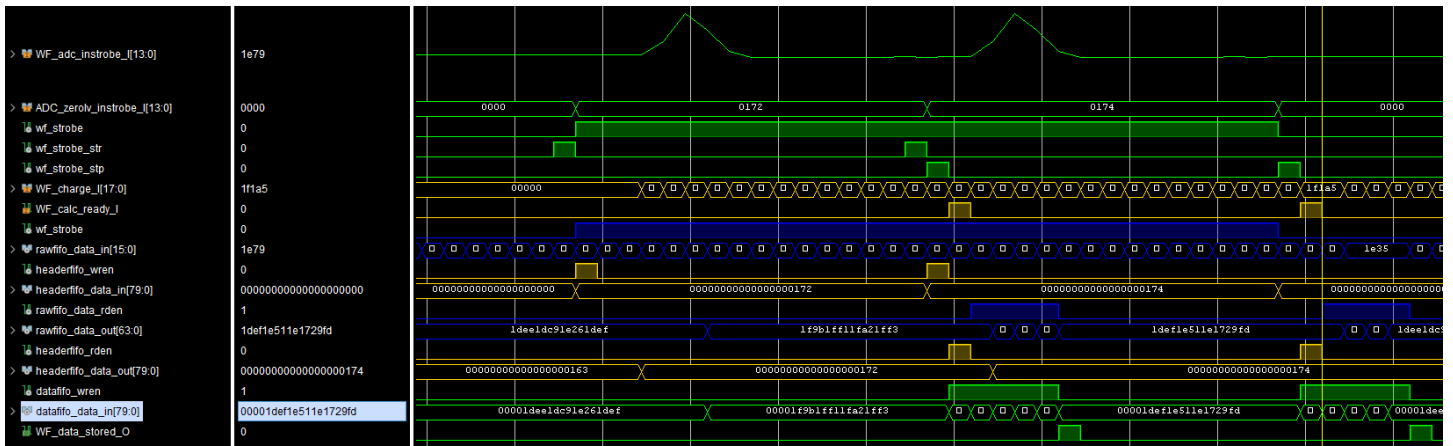 WF_adc_instrobe_I[13:0] 1e79
ADC_zerolv_instrobe_I[13:0] 0000 0000 0172 0174 0000
wf_strobe 0
wf_strobe_str 0
wf_strobe_stp 0
WF_charge_I[17:0] 1f1a5 00000 1f1a5
WF_calc_ready_I 0
wf_strobe 0
rawfifo_data_in[15:0] 1e79 1e35
headerfifo_wren 0
headerfifo_data_in[79:0] 00000000000000000000 00000000000000000000 00000000000000000172 00000000000000000174
rawfifo_data_rden 1
rawfifo_data_out[63:0] 1def1e511e1729fd 1dee1dc91e261def 1f9b1ff11fa21ff3 1def1e511e1729fd 1dee1dc9
headerfifo_rden 0
headerfifo_data_out[79:0] 00000000000000000174 00000000000000000163 00000000000000000172 00000000000000000174
datafifo_wren 1
datafifo_data_in[79:0] 00001def1e511e1729fd 00001dee1dc91e261def 00001f9b1ff11fa21ff3 00001def1e511e1729fd 00001dee
WF_data_stored_O 0